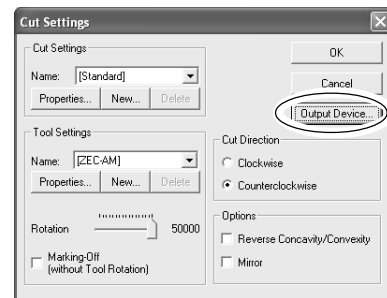 Cut Settings
Cut Settings
Name: [Standard]
Properties... New... Delete
Tool Settings
Name: [ZEC-AM]
Properties... New... Delete
Rotation 50000
Marking-Off
(without Tool Rotation)
OK
Cancel
Output Device...
Cut Direction
Clockwise
Counterclockwise
Options
Reverse Concavity/Convexity
Mirror